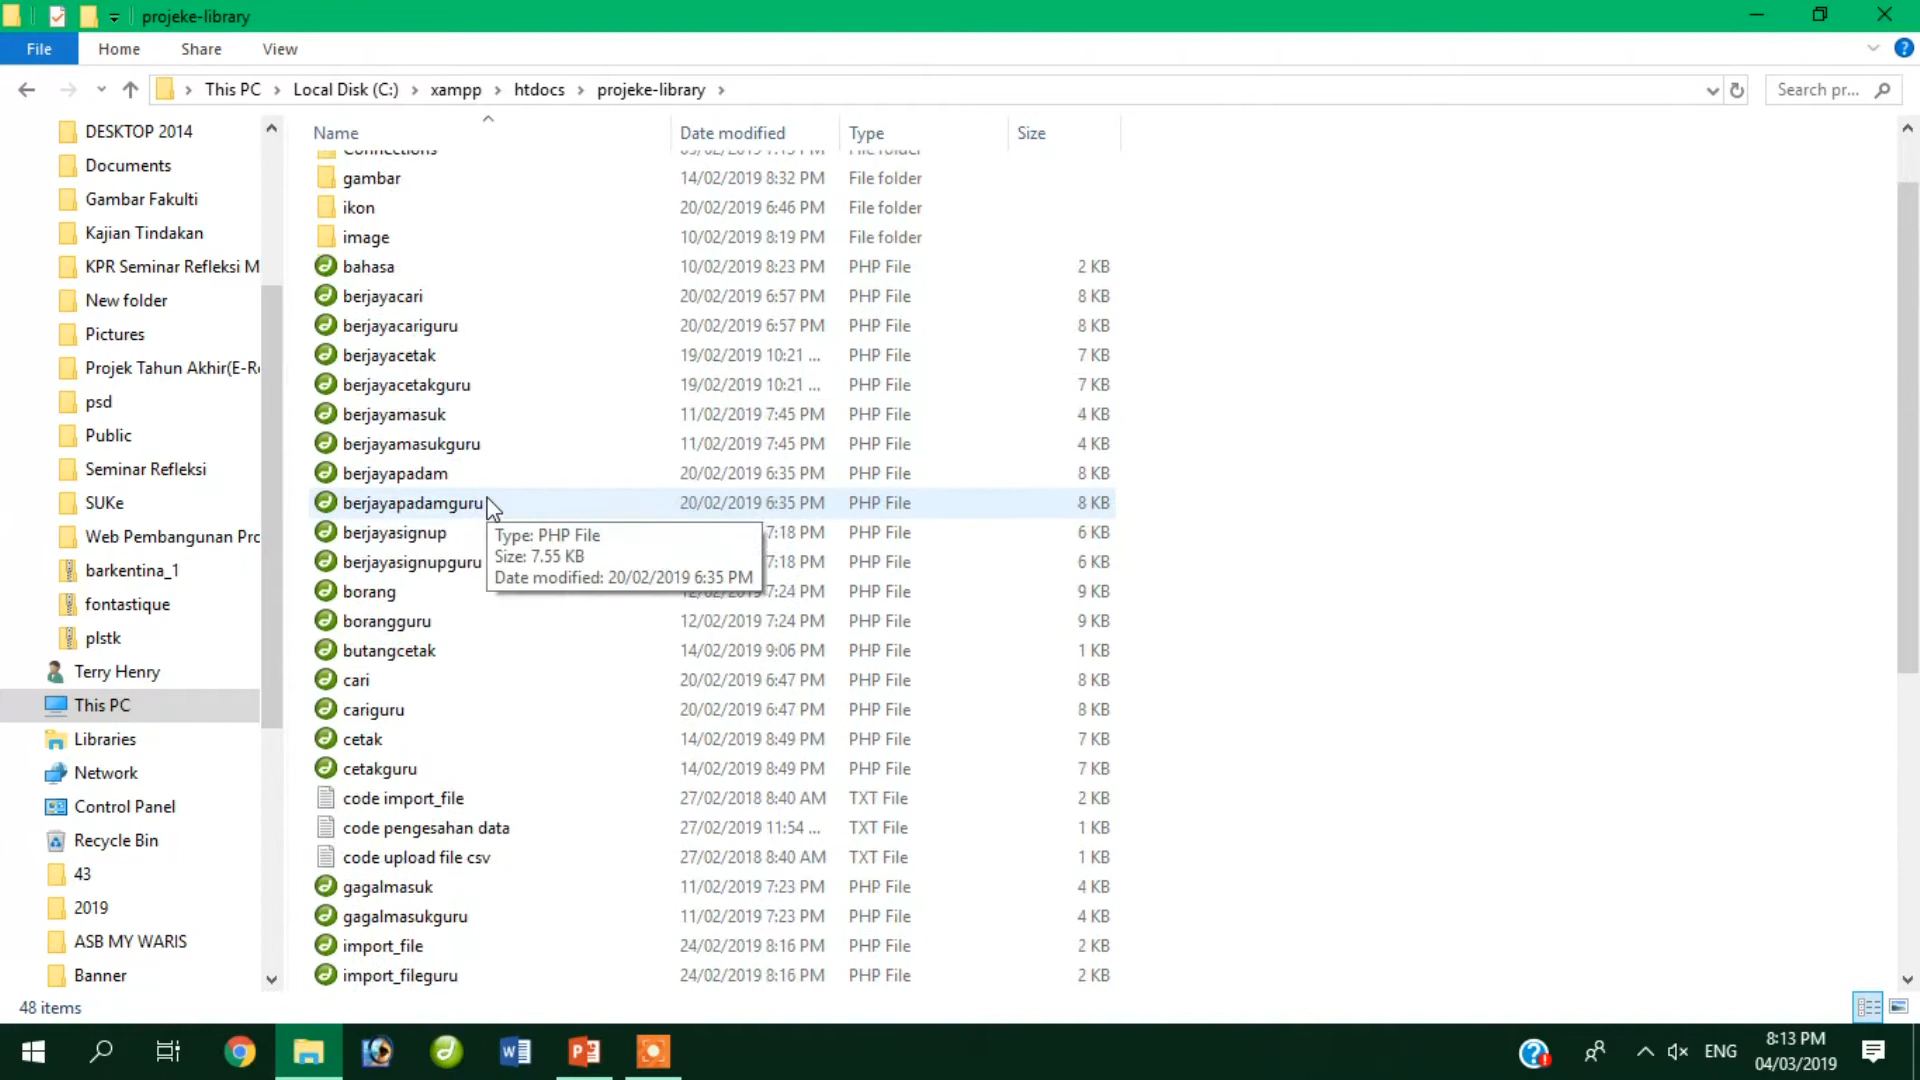 projeke-library
File Home Share View
This PC Local Disk (C:) xampp htdocs projeke-library Search pr...
DESKTOP 2014
Documents
Gambar Fakulti
Kajian Tindakan
KPR Seminar Refleksi M
New folder
Pictures
Projek Tahun Akhir(E-R
psd
Public
Seminar Refleksi
SUKe
Web Pembangunan Pro
barkentina_1
fontastique
plstk
Terry Henry
This PC
Libraries
Network
Control Panel
Recycle Bin
43
2019
ASB MY WARIS
Banner
Name Date modified Type Size
Connections
gambar 14/02/2019 8:32 PM File folder
ikon 20/02/2019 6:46 PM File folder
image 10/02/2019 8:19 PM File folder
bahasa 10/02/2019 8:23 PM PHP File 2 KB
berjayacari 20/02/2019 6:57 PM PHP File 8 KB
berjayacariguru 20/02/2019 6:57 PM PHP File 8 KB
berjayacetak 19/02/2019 10:21 ... PHP File 7 KB
berjayacetakguru 19/02/2019 10:21 ... PHP File 7 KB
berjayamasuk 11/02/2019 7:45 PM PHP File 4 KB
berjayamasukguru 11/02/2019 7:45 PM PHP File 4 KB
berjayapadam 20/02/2019 6:35 PM PHP File 8 KB
berjayapadamguru 20/02/2019 6:35 PM PHP File 8 KB
berjayasignup 7:18 PM PHP File 6 KB
berjayasignupguru 7:18 PM PHP File 6 KB
Type: PHP File
Size: 7.55 KB
Date modified: 20/02/2019 6:35 PM
borang 12/02/2019 7:24 PM PHP File 9 KB
borangguru 12/02/2019 7:24 PM PHP File 9 KB
butangcetak 14/02/2019 9:06 PM PHP File 1 KB
cari 20/02/2019 6:47 PM PHP File 8 KB
cariguru 20/02/2019 6:47 PM PHP File 8 KB
cetak 14/02/2019 8:49 PM PHP File 7 KB
cetakguru 14/02/2019 8:49 PM PHP File 7 KB
code import_file 27/02/2018 8:40 AM TXT File 2 KB
code pengesahan data 27/02/2019 11:54 ... TXT File 1 KB
code upload file csv 27/02/2018 8:40 AM TXT File 1 KB
gagalmasuk 11/02/2019 7:23 PM PHP File 4 KB
gagalmasukguru 11/02/2019 7:23 PM PHP File 4 KB
import_file 24/02/2019 8:16 PM PHP File 2 KB
import_fileguru 24/02/2019 8:16 PM PHP File 2 KB
48 items
ENG
8:13 PM
04/03/2019